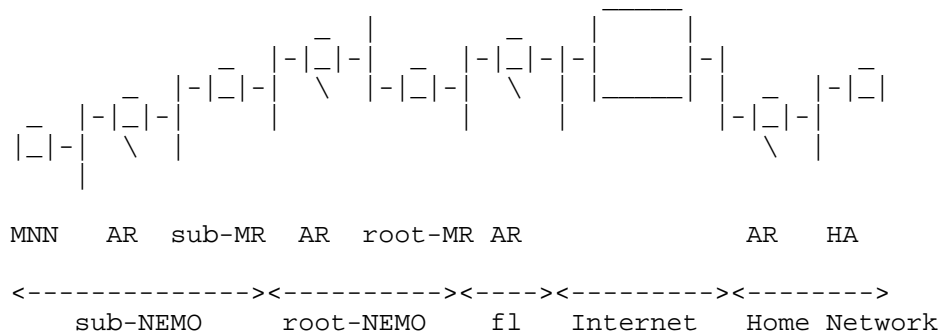 MNN AR sub-MR AR root-MR AR AR HA
<--------------><----------><----><---------><-------->
sub-NEMO root-NEMO fl Internet Home Network